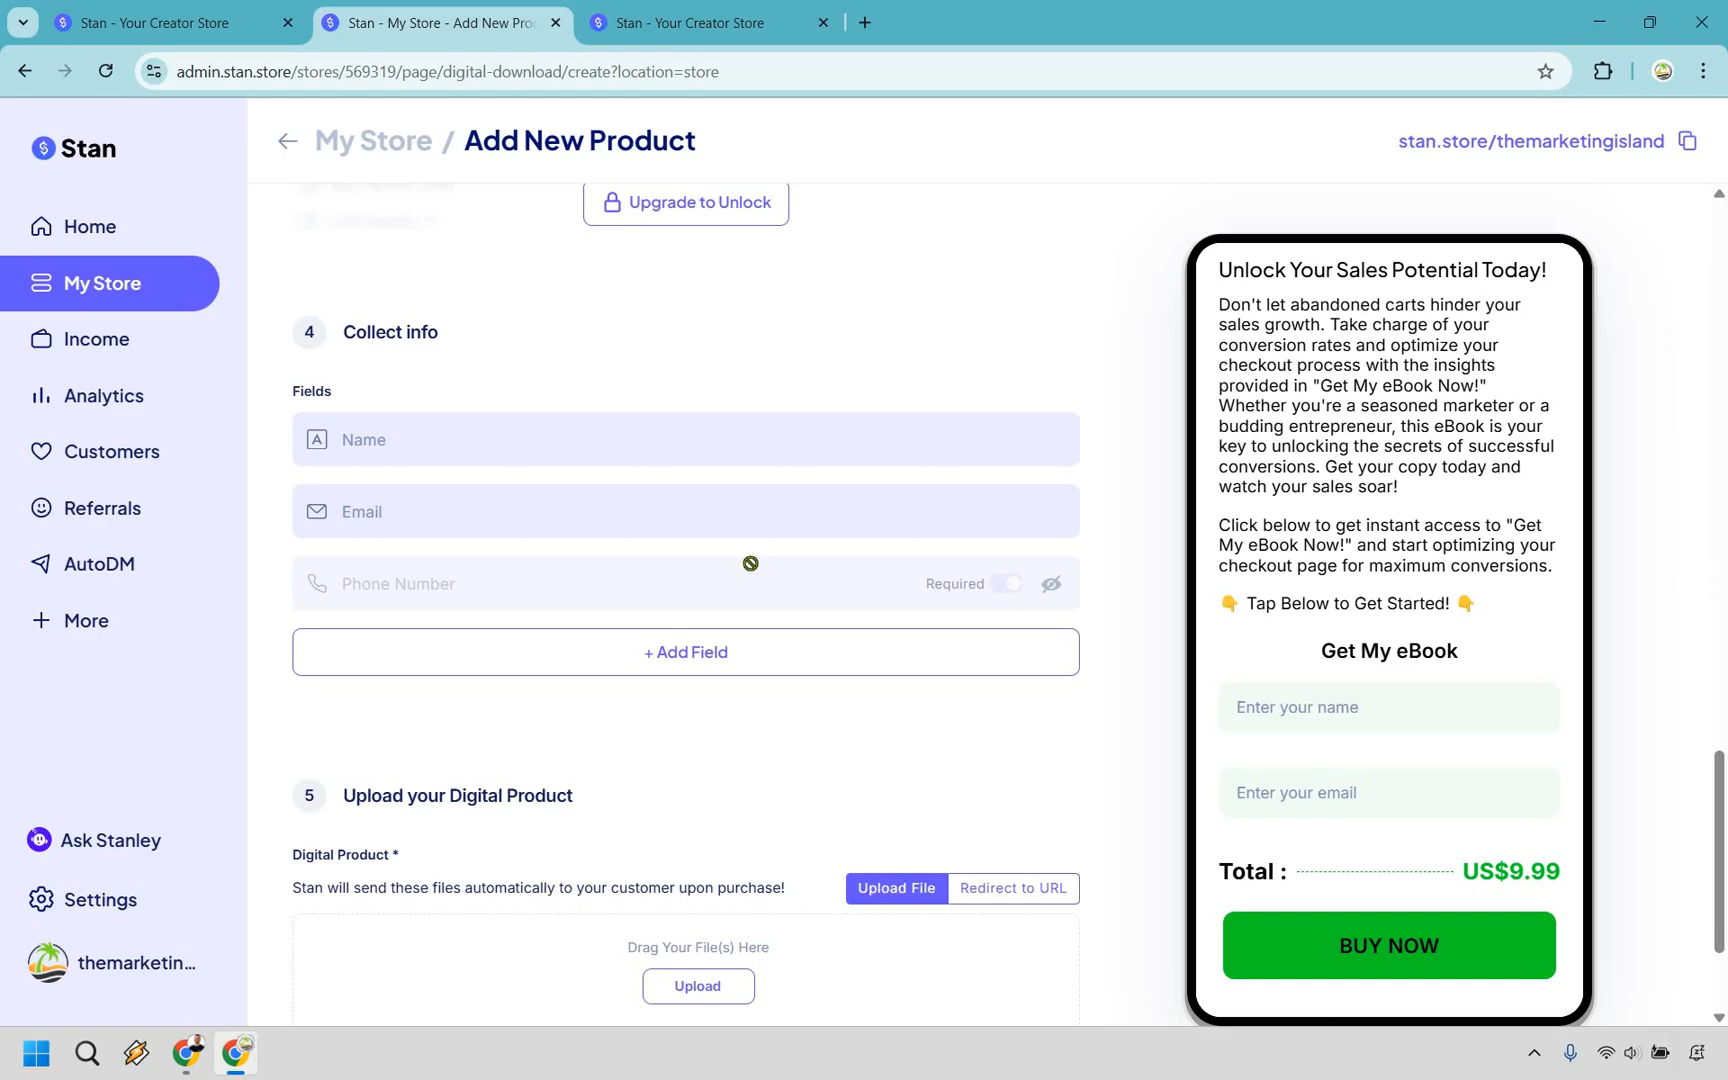 Stan - Your Creator Store
Stan - My Store - Add New Pro
Stan - Your Creator Store
admin.stan.store/stores/569319/page/digital-download/create?location=store
Stan
Home
My Store
Income
Analytics
Customers
Referrals
AutoDM
More
Ask Stanley
Settings
themarketin...
My Store / Add New Product
stan.store/themarketingisland
Upgrade to Unlock
4 Collect info
Fields
Name
Email
Phone Number Required
+ Add Field
5 Upload your Digital Product
Digital Product *
Stan will send these files automatically to your customer upon purchase!
Upload File Redirect to URL
Drag Your File(s) Here
Upload
Unlock Your Sales Potential Today!
Don't let abandoned carts hinder your
sales growth. Take charge of your
conversion rates and optimize your
checkout process with the insights
provided in "Get My eBook Now!"
Whether you're a seasoned marketer or a
budding entrepreneur, this eBook is your
key to unlocking the secrets of successful
conversions. Get your copy today and
watch your sales soar!
Click below to get instant access to "Get
My eBook Now!" and start optimizing your
checkout page for maximum conversions.
👇 Tap Below to Get Started! 👇
Get My eBook
Enter your name
Enter your email
Total : US$9.99
BUY NOW